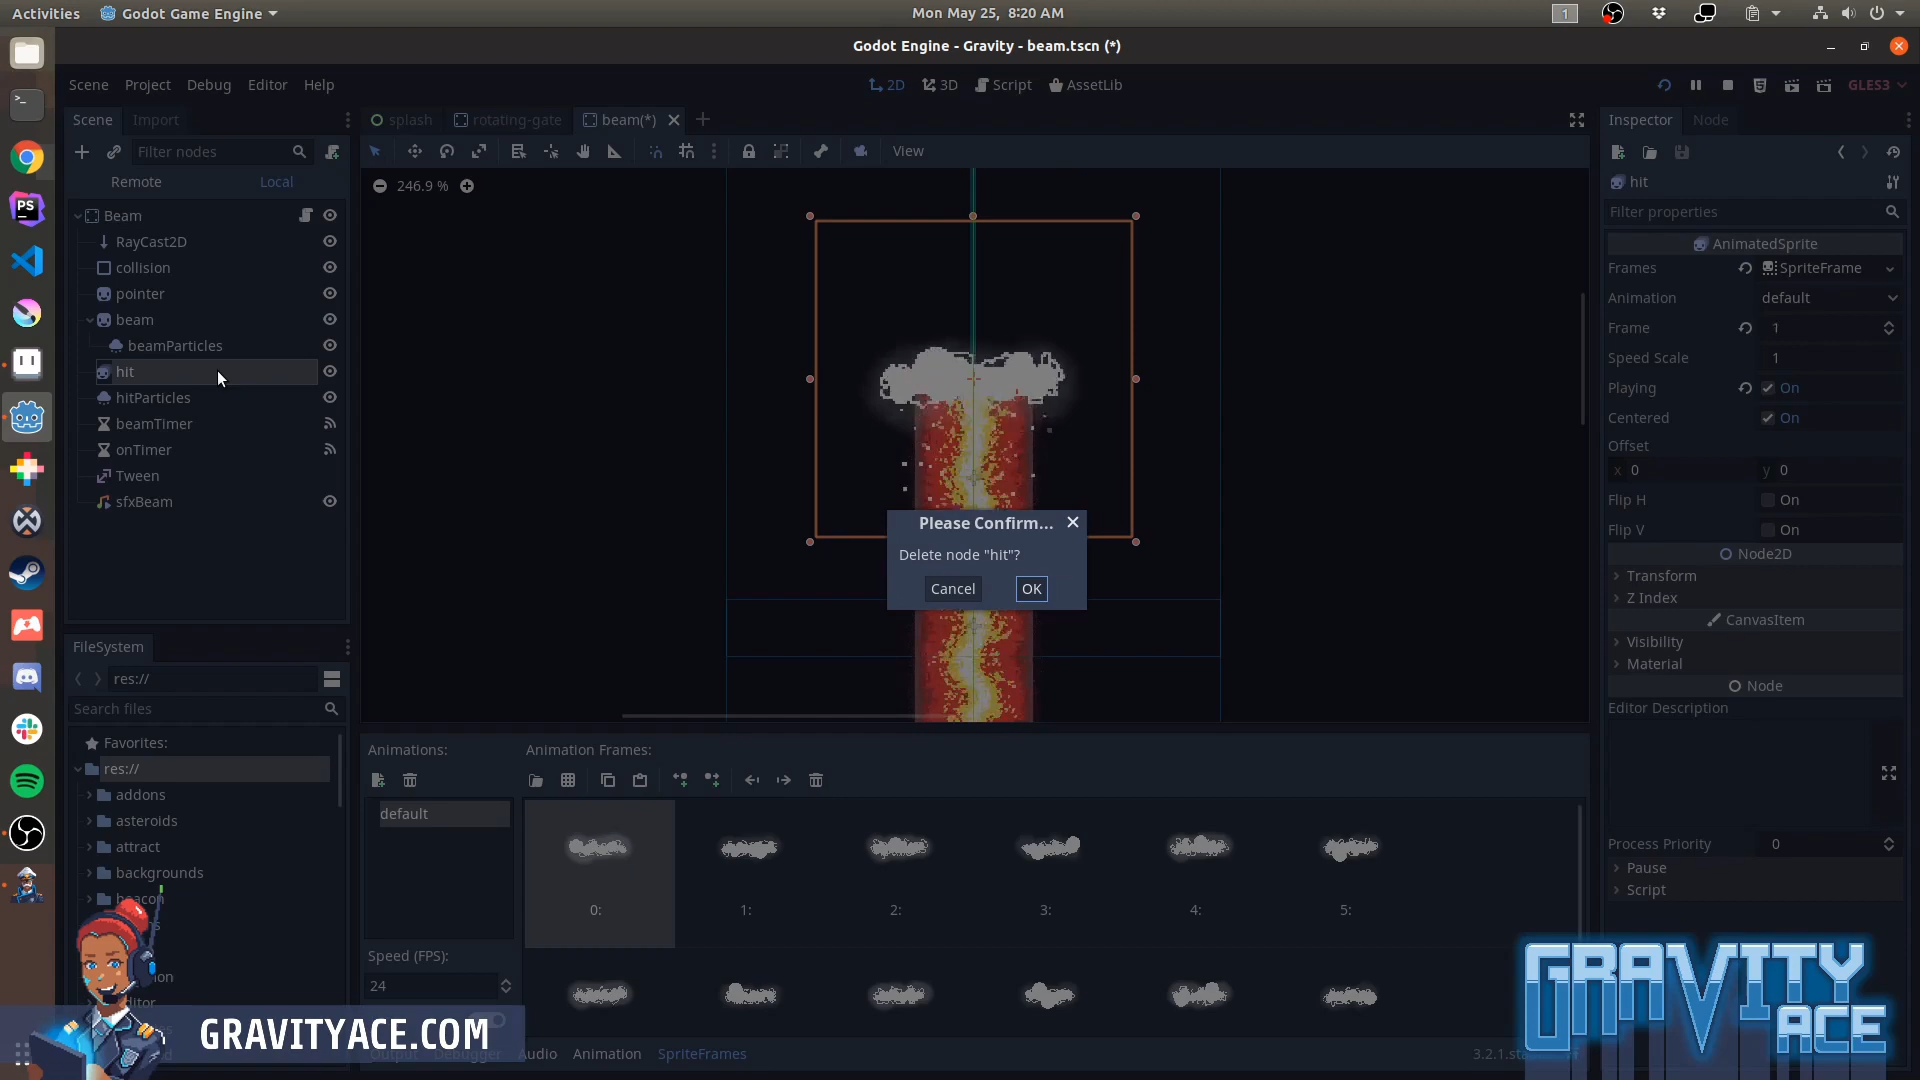 Activities
Godot Game Engine
Mon May 25, 8:20 AM
1
Godot Engine - Gravity - beam.tscn (*)
Scene
Project
Debug
Editor
Help
2D
3D
Script
AssetLib
GLES3
Scene
Import
splash
rotating-gate
beam(*)
Inspector
Node
Filter nodes
View
Remote
Local
246.9 %
hit
Filter properties
Beam
RayCast2D
collision
pointer
beam
beamParticles
hit
hitParticles
beamTimer
onTimer
Tween
sfxBeam
AnimatedSprite
Frames
SpriteFrame
Animation
default
Frame
1
Speed Scale
1
Playing
On
Centered
On
Offset
x 0
y 0
Flip H
On
Flip V
On
Node2D
Transform
Z Index
CanvasItem
Visibility
Material
Node
Editor Description
Process Priority
0
Pause
Script
Please Confirm...
Delete node "hit"?
Cancel
OK
FileSystem
res://
Search files
Favorites:
res://
addons
asteroids
attract
backgrounds
beacon
Animations:
default
Speed (FPS):
24
Animation Frames:
0:
1:
2:
3:
4:
5:
Output
Debugger
Audio
Animation
SpriteFrames
PS
GRAVITYACE.COM
GRAVITY
ACE